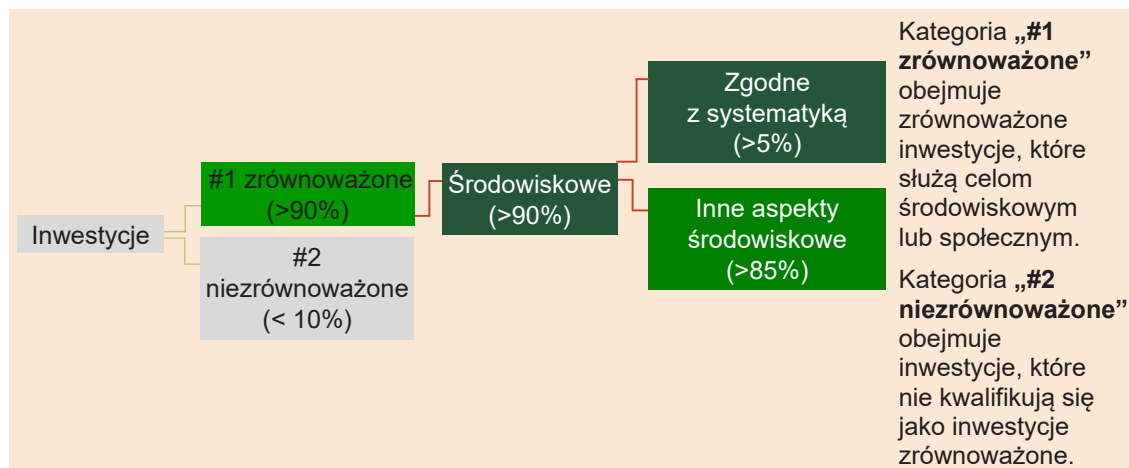 Inwestycje
#1 zrównoważone
(>90%)
#2
niezrównoważone
(< 10%)
Środowiskowe
(>90%)
Zgodne
z systematyką
(>5%)
Inne aspekty
środowiskowe
(>85%)
Kategoria „#1
zrównoważone”
obejmuje
zrównoważone
inwestycje, które
służą celom
środowiskowym
lub społecznym.
Kategoria „#2
niezrównoważone”
obejmuje
inwestycje, które
nie kwalifikują się
jako inwestycje
zrównoważone.